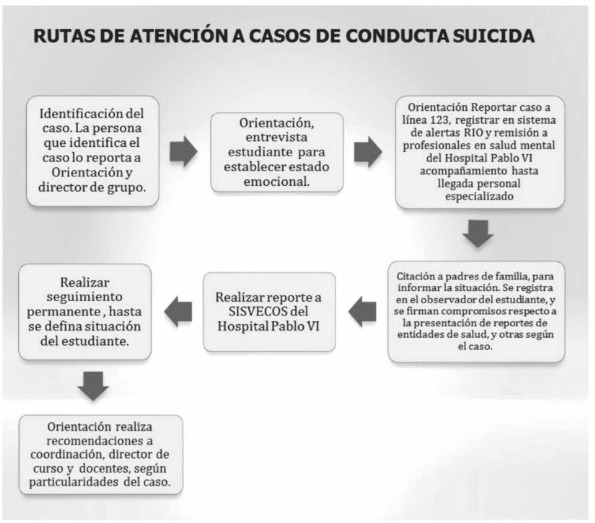 RUTAS DE ATENCIÓN A CASOS DE CONDUCTA SUICIDA
Identificación del
caso. La persona
que identifica el
caso lo reporta a
Orientación y
director de grupo.
Orientación,
entrevista
estudiante para
establecer estado
emocional.
Orientación Reportar caso a
línea 123, registrar en sistema
de alertas RIO y remisión a
profesionales en salud mental
del Hospital Pablo VI
acompañamiento hasta
llegada personal
especializado
Citación a padres de familia, para
informar la situación. Se registra
en el observador del estudiante, y
se firman compromisos respecto a
la presentación de reportes de
entidades de salud, y otras según
el caso.
Realizar reporte a
SISVECOS del
Hospital Pablo VI
Realizar
seguimiento
permanente , hasta
se defina situación
del estudiante.
Orientación realiza
recomendaciones a
coordinación, director de
curso y docentes, según
particularidades del caso.